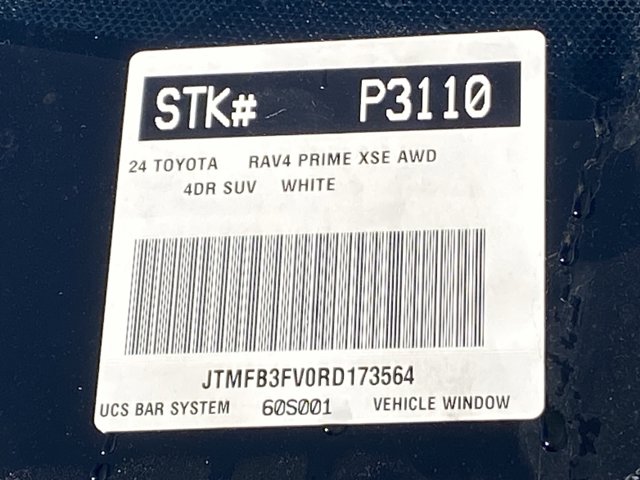 STK# P3110
24 TOYOTA RAV4 PRIME XSE AWD
4DR SUV WHITE
JTMFB3FV0RD173564
UCS BAR SYSTEM 60S001 VEHICLE WINDOW